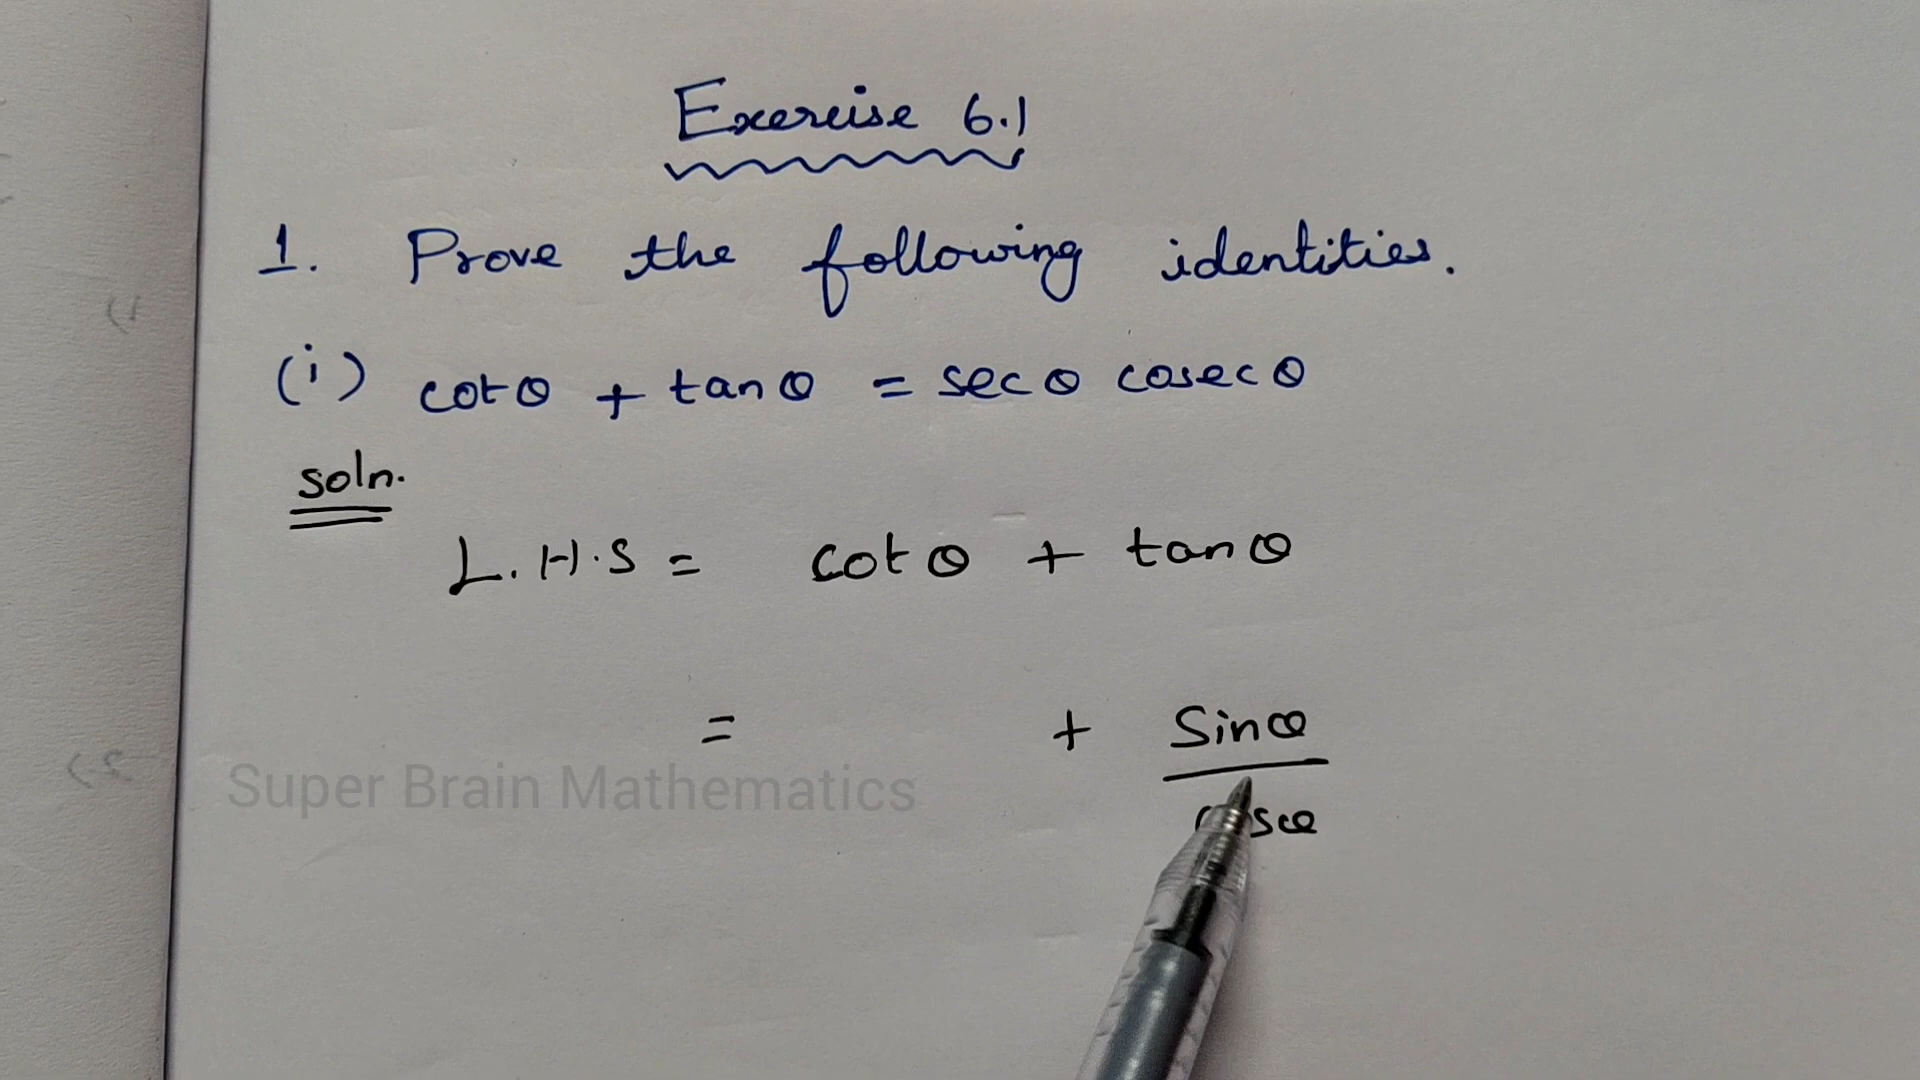 Exercise 6.1
1. Prove the following identities.
(i) cotθ + tanθ = secθ cosecθ
soln.
L.H.S = cotθ + tanθ
= + Sinθ
Super Brain Mathematics